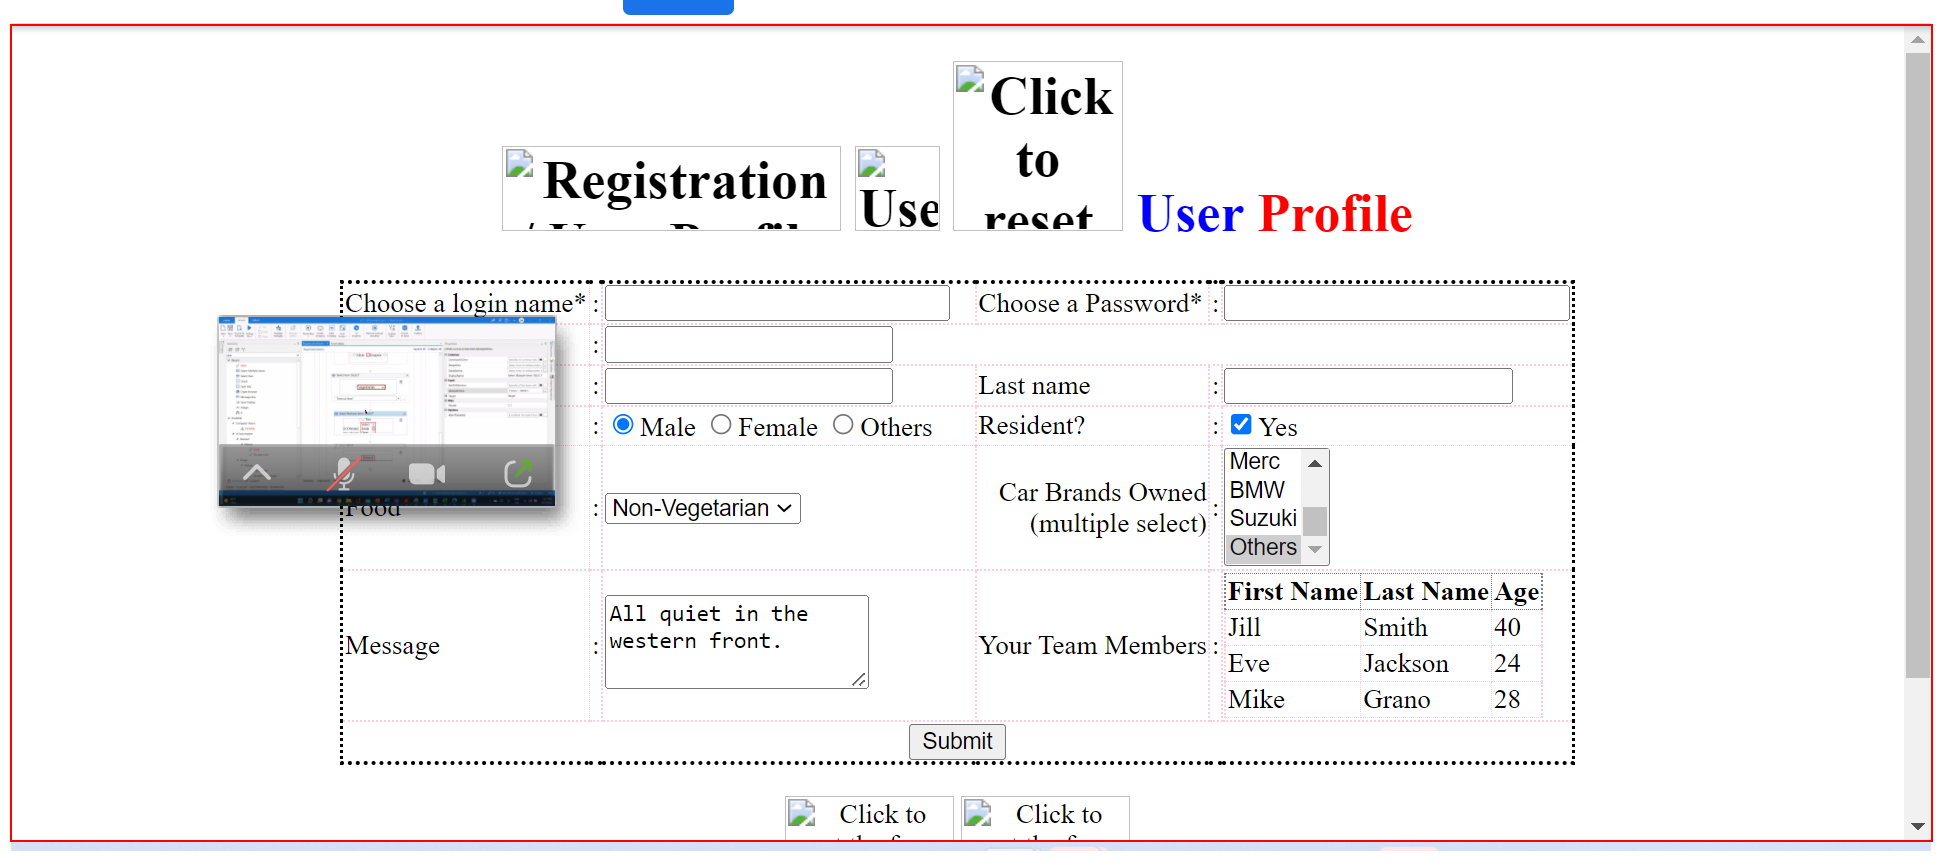 Click
to
reset
Registration
Use
User Profile
Choose a login name* :
Choose a Password* :
:
:
Last name :
: Male Female Others
Resident? : Yes
Food : Non-Vegetarian
Car Brands Owned
(multiple select) :
Merc
BMW
Suzuki
Others
Message :
All quiet in the
western front.
Your Team Members :
First Name Last Name Age
Jill Smith 40
Eve Jackson 24
Mike Grano 28
Submit
Click to
Click to